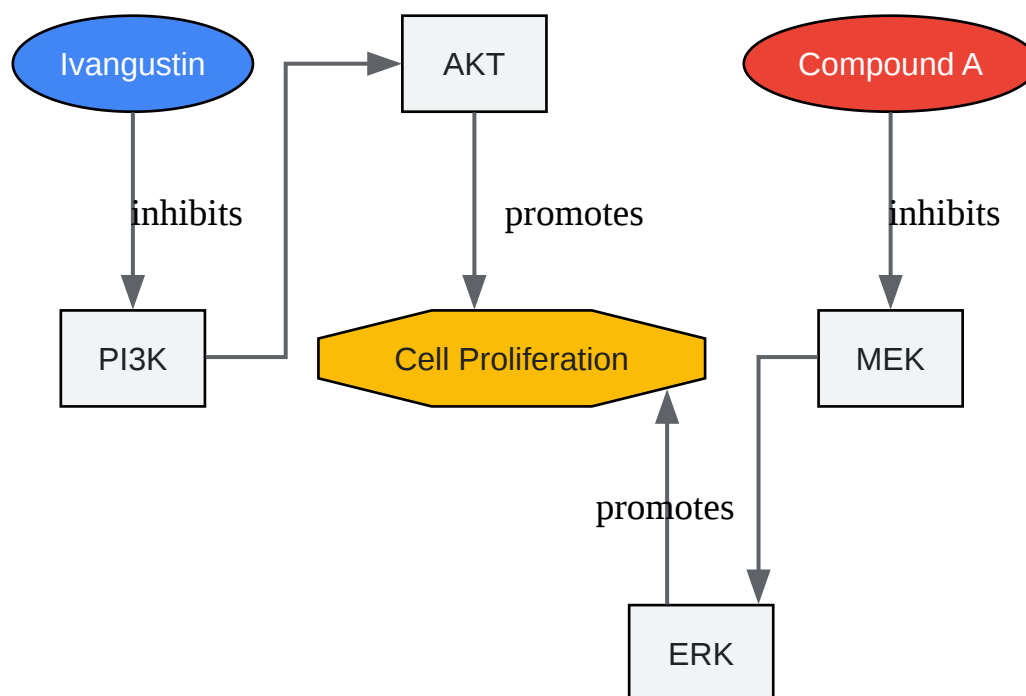 Ivangustin
AKT
Compound A
inhibits
promotes
inhibits
PI3K
Cell Proliferation
MEK
promotes
ERK